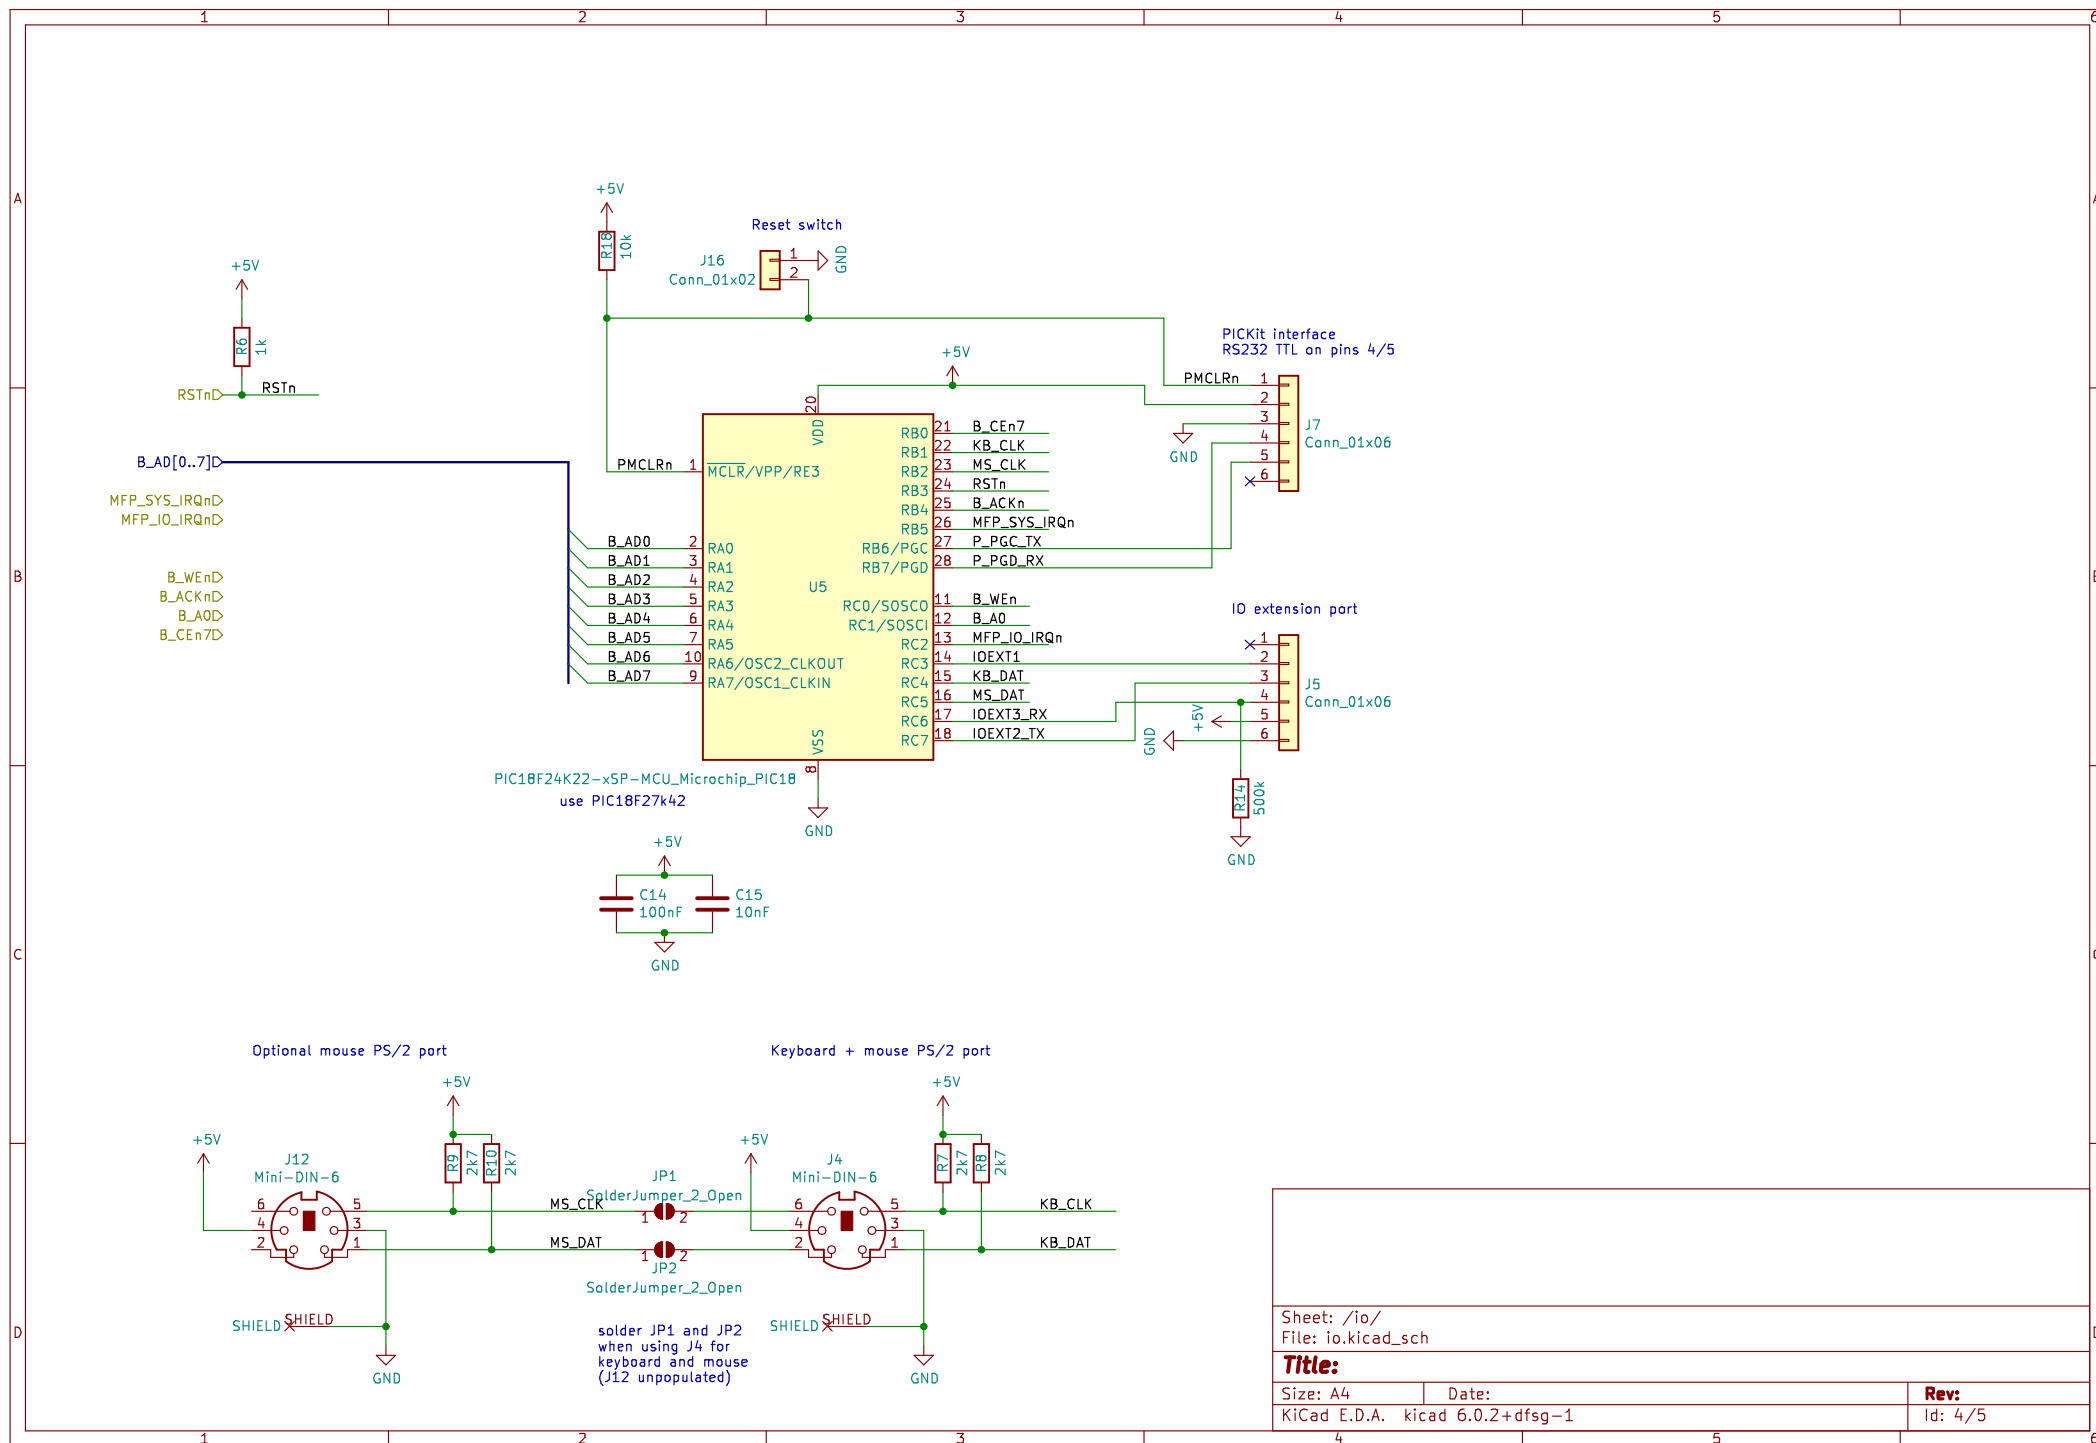 1 2 3 4 5 6
A
B
C
D
+5V
R18
10k
Reset switch
J16
Conn_01x02
1
2
GND
+5V
R6
1k
RSTn
RSTn
B_AD[0..7]
MFP_SYS_IRQn
MFP_IO_IRQn
B_WEn
B_ACKn
B_A0
B_CEn7
PICKit interface
RS232 TTL on pins 4/5
+5V
PMCLRn
1
2
3
4
5
6
J7
Conn_01x06
GND
PMCLRn 1 MCLR/VPP/RE3
B_AD0 2 RA0
B_AD1 3 RA1
B_AD2 4 RA2
B_AD3 5 RA3
B_AD4 6 RA4
B_AD5 7 RA5
B_AD6 10 RA6/OSC2_CLKOUT
B_AD7 9 RA7/OSC1_CLKIN
20
VDD
U5
VSS
8
GND
RB0 21 B_CEn7
RB1 22 KB_CLK
RB2 23 MS_CLK
RB3 24 RSTn
RB4 25 B_ACKn
RB5 26 MFP_SYS_IRQn
RB6/PGC 27 P_PGC_TX
RB7/PGD 28 P_PGD_RX
RC0/SOSCO 11 B_WEn
RC1/SOSCI 12 B_A0
RC2 13 MFP_IO_IRQn
RC3 14 IOEXT1
RC4 15 KB_DAT
RC5 16 MS_DAT
RC6 17 IOEXT3_RX
RC7 18 IOEXT2_TX
PIC18F24K22-xSP-MCU_Microchip_PIC18
use PIC18F27k42
IO extension port
1
2
3
4
5
6
J5
Conn_01x06
+5V
GND
R14
500k
GND
+5V
C14
100nF
C15
10nF
GND
Optional mouse PS/2 port
+5V
+5V
J12
Mini-DIN-6
6
4
2
5
3
1
R9
2k7
R10
2k7
MS_CLK
MS_DAT
SHIELD
SHIELD
GND
JP1
SolderJumper_2_Open
1 2
1 2
JP2
SolderJumper_2_Open
solder JP1 and JP2
when using J4 for
keyboard and mouse
(J12 unpopulated)
Keyboard + mouse PS/2 port
+5V
+5V
J4
Mini-DIN-6
6
4
2
5
3
1
R7
2k7
R8
2k7
KB_CLK
KB_DAT
SHIELD
SHIELD
GND
Sheet: /io/
File: io.kicad_sch
Title:
Size: A4 Date: Rev:
KiCad E.D.A. kicad 6.0.2+dfsg-1 Id: 4/5
1 2 3 4 5 6